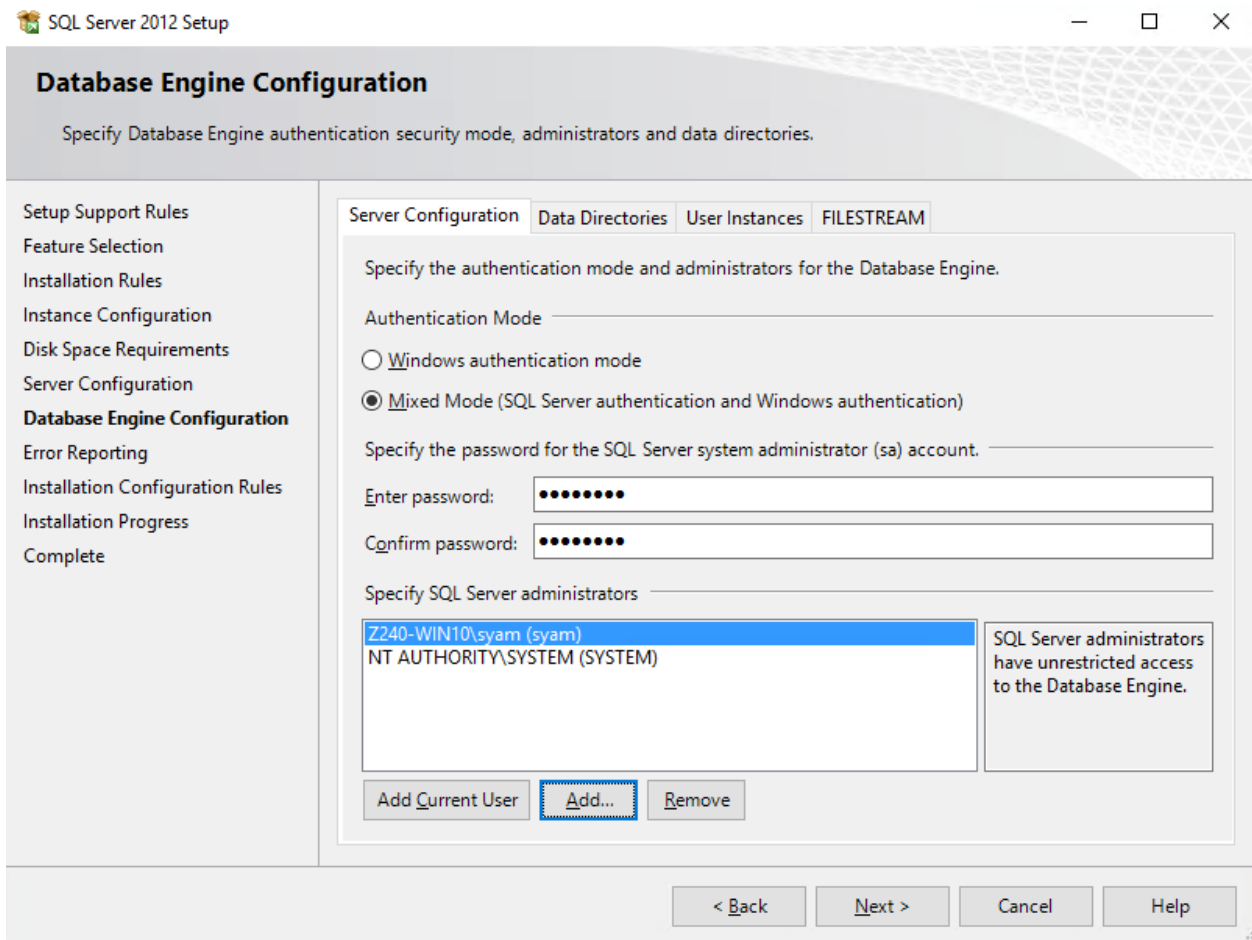 SQL Server 2012 Setup
Database Engine Configuration
Specify Database Engine authentication security mode, administrators and data directories.
Setup Support Rules
Feature Selection
Installation Rules
Instance Configuration
Disk Space Requirements
Server Configuration
Database Engine Configuration
Error Reporting
Installation Configuration Rules
Installation Progress
Complete
Server Configuration Data Directories User Instances FILESTREAM
Specify the authentication mode and administrators for the Database Engine.
Authentication Mode
Windows authentication mode
Mixed Mode (SQL Server authentication and Windows authentication)
Specify the password for the SQL Server system administrator (sa) account.
Enter password: ●●●●●●●●
Confirm password: ●●●●●●●●
Specify SQL Server administrators
Z240-WIN10\syam (syam)
NT AUTHORITY\SYSTEM (SYSTEM)
SQL Server administrators
have unrestricted access
to the Database Engine.
Add Current User Add... Remove
< Back Next > Cancel Help